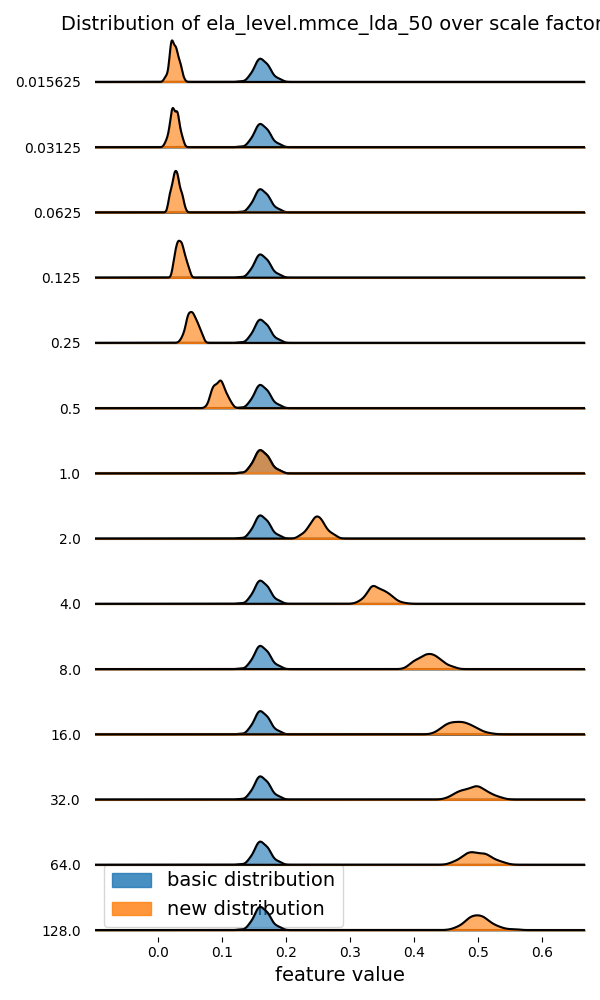 Distribution of ela_level.mmce_lda_50 over scale factor
0.015625
0.03125
0.0625
0.125
0.25
0.5
1.0
2.0
4.0
8.0
16.0
32.0
64.0
basic distribution
new distribution
128.0
0.0 0.1 0.2 0.3 0.4 0.5 0.6
feature value